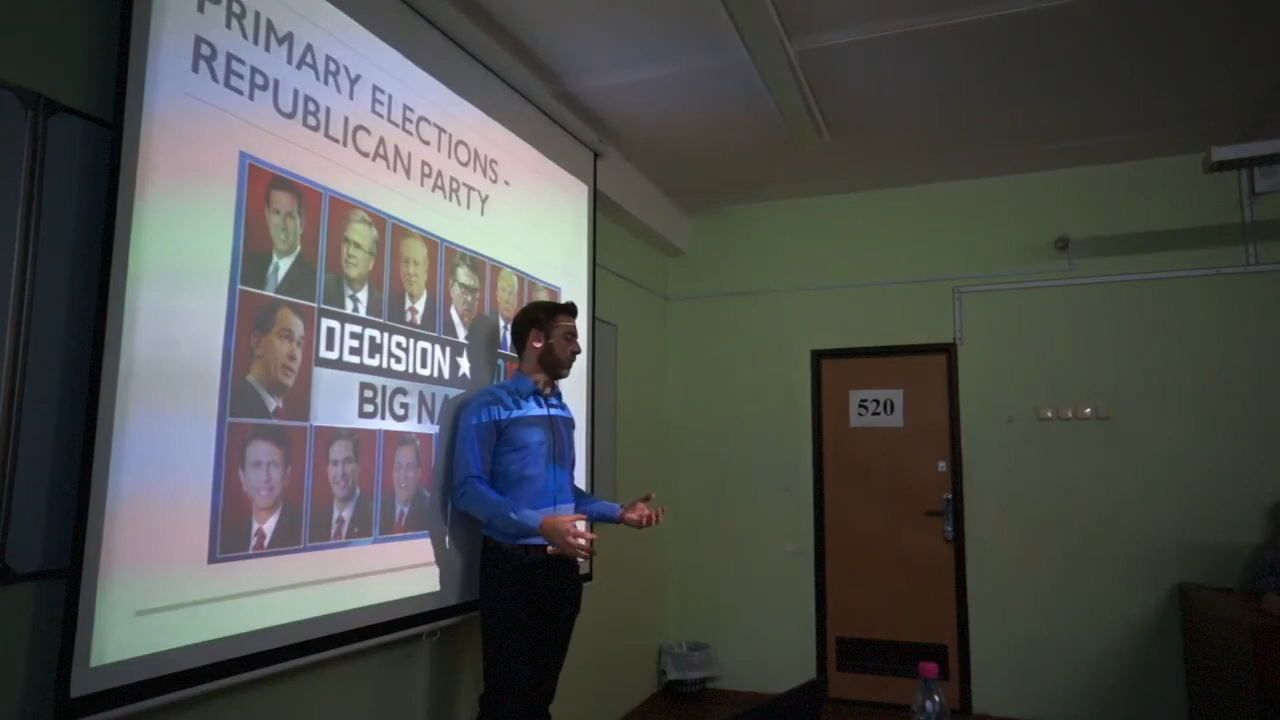 PRIMARY ELECTIONS -
REPUBLICAN PARTY
DECISION
BIG
520